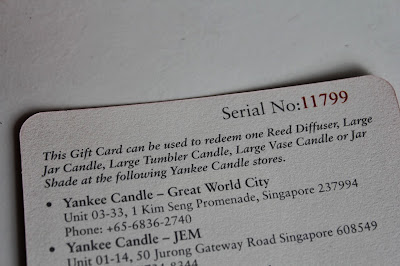 Serial No:11799
This Gift Card can be used to redeem one Reed Diffuser, Large
Jar Candle, Large Tumbler Candle, Large Vase Candle or Jar
Shade at the following Yankee Candle stores.
• Yankee Candle – Great World City
Unit 03-33, 1 Kim Seng Promenade, Singapore 237994
Phone: +65-6836-2740
• Yankee Candle – JEM
Unit 01-14, 50 Jurong Gateway Road Singapore 608549